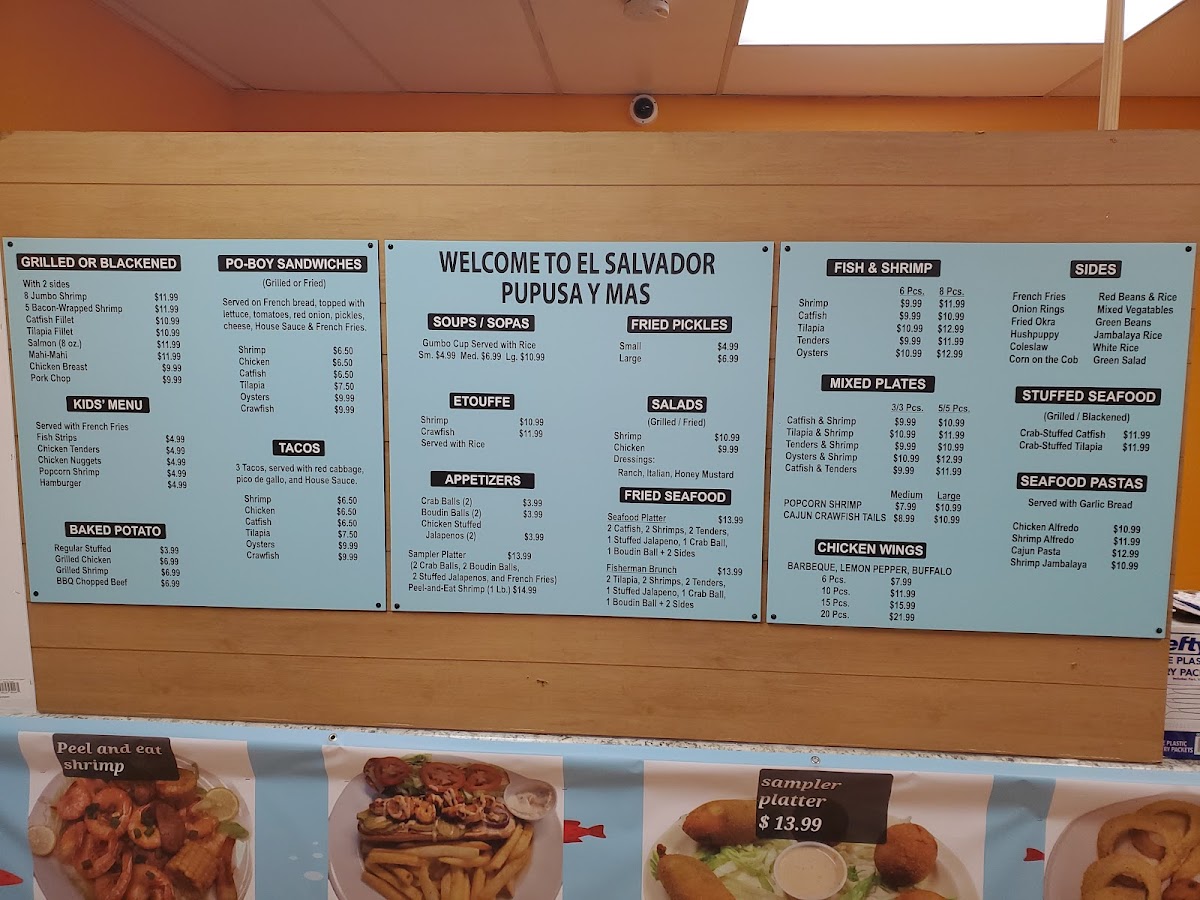 GRILLED OR BLACKENED
With 2 sides
8 Jumbo Shrimp $11.99
5 Bacon-Wrapped Shrimp $11.99
Catfish Fillet $10.99
Tilapia Fillet $10.99
Salmon (8 oz.) $11.99
Mahi-Mahi $11.99
Chicken Breast $9.99
Pork Chop $9.99
KIDS' MENU
Served with French Fries
Fish Strips $4.99
Chicken Tenders $4.99
Chicken Nuggets $4.99
Popcorn Shrimp $4.99
Hamburger $4.99
BAKED POTATO
Regular Stuffed $3.99
Grilled Chicken $6.99
Grilled Shrimp $6.99
BBQ Chopped Beef $6.99
PO-BOY SANDWICHES
(Grilled or Fried)
Served on French bread, topped with
lettuce, tomatoes, red onion, pickles,
cheese, House Sauce & French Fries.
Shrimp $6.50
Chicken $6.50
Catfish $6.50
Tilapia $7.50
Oysters $9.99
Crawfish $9.99
TACOS
3 Tacos, served with red cabbage,
pico de gallo, and House Sauce.
Shrimp $6.50
Chicken $6.50
Catfish $6.50
Tilapia $7.50
Oysters $9.99
Crawfish $9.99
WELCOME TO EL SALVADOR
PUPUSA Y MAS
SOUPS / SOPAS
Gumbo Cup Served with Rice
Sm. $4.99 Med. $6.99 Lg. $10.99
ETOUFFE
Shrimp $10.99
Crawfish $11.99
Served with Rice
APPETIZERS
Crab Balls (2) $3.99
Boudin Balls (2) $3.99
Chicken Stuffed
Jalapenos (2) $3.99
Sampler Platter $13.99
(2 Crab Balls, 2 Boudin Balls,
2 Stuffed Jalapenos, and French Fries)
Peel-and-Eat Shrimp (1 Lb.) $14.99
FRIED PICKLES
Small $4.99
Large $6.99
SALADS
(Grilled / Fried)
Shrimp $10.99
Chicken $9.99
Dressings:
Ranch, Italian, Honey Mustard
FRIED SEAFOOD
Seafood Platter $13.99
2 Catfish, 2 Shrimps, 2 Tenders,
1 Stuffed Jalapeno, 1 Crab Ball,
1 Boudin Ball + 2 Sides
Fisherman Brunch $13.99
2 Tilapia, 2 Shrimps, 2 Tenders,
1 Stuffed Jalapeno, 1 Crab Ball,
1 Boudin Ball + 2 Sides
FISH & SHRIMP
6 Pcs. 8 Pcs.
Shrimp $9.99 $11.99
Catfish $9.99 $10.99
Tilapia $10.99 $12.99
Tenders $9.99 $11.99
Oysters $10.99 $12.99
MIXED PLATES
3/3 Pcs. 5/5 Pcs.
Catfish & Shrimp $9.99 $10.99
Tilapia & Shrimp $10.99 $11.99
Tenders & Shrimp $9.99 $10.99
Oysters & Shrimp $10.99 $12.99
Catfish & Tenders $9.99 $11.99
Medium Large
POPCORN SHRIMP $7.99 $10.99
CAJUN CRAWFISH TAILS $8.99 $10.99
CHICKEN WINGS
BARBEQUE, LEMON PEPPER, BUFFALO
6 Pcs. $7.99
10 Pcs. $11.99
15 Pcs. $15.99
20 Pcs. $21.99
SIDES
French Fries Red Beans & Rice
Onion Rings Mixed Vegatables
Fried Okra Green Beans
Hushpuppy Jambalaya Rice
Coleslaw White Rice
Corn on the Cob Green Salad
STUFFED SEAFOOD
(Grilled / Blackened)
Crab-Stuffed Catfish $11.99
Crab-Stuffed Tilapia $11.99
SEAFOOD PASTAS
Served with Garlic Bread
Chicken Alfredo $10.99
Shrimp Alfredo $11.99
Cajun Pasta $12.99
Shrimp Jambalaya $10.99
Peel and eat
shrimp
sampler
platter
$ 13.99